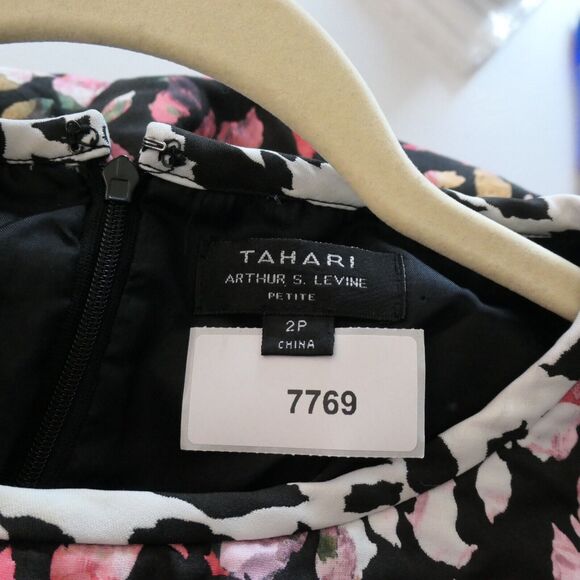 TAHARI
ARTHUR S. LEVINE
PETITE
2P
CHINA
7769